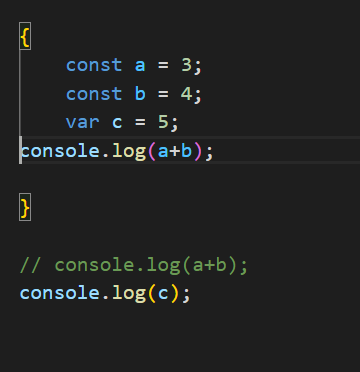 {
    const a = 3;
    const b = 4;
    var c = 5;
console.log(a+b);
}
// console.log(a+b);
console.log(c);